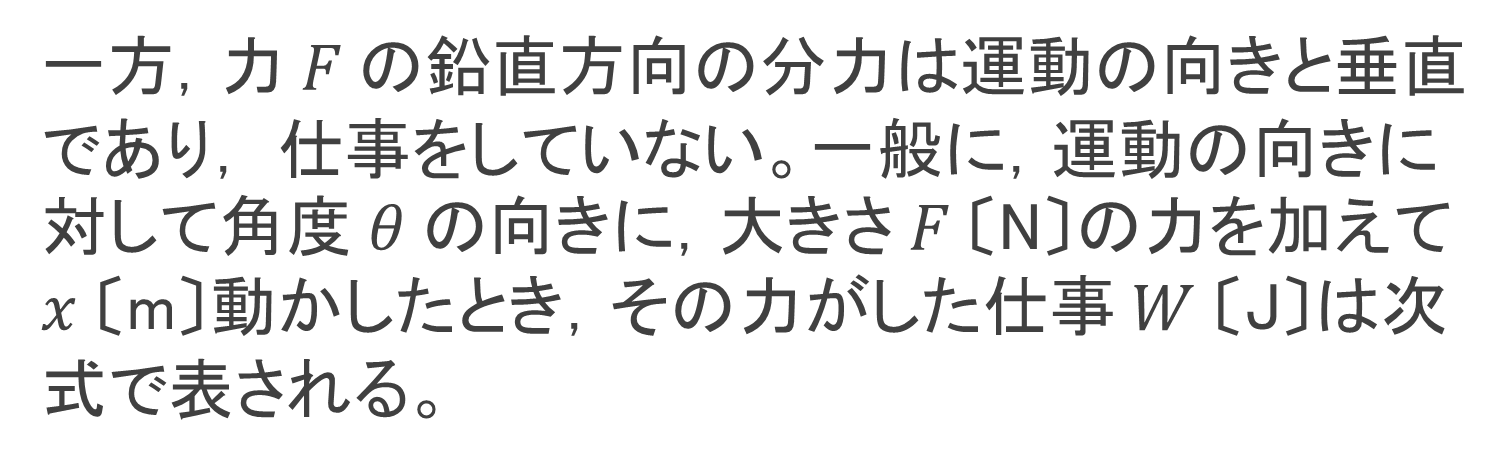 一方，力 F の鉛直方向の分力は運動の向きと垂直
であり， 仕事をしていない。一般に，運動の向きに
対して角度 θ の向きに，大きさ F〔N〕の力を加えて
x〔m〕動かしたとき，その力がした仕事 W〔J〕は次
式で表される。